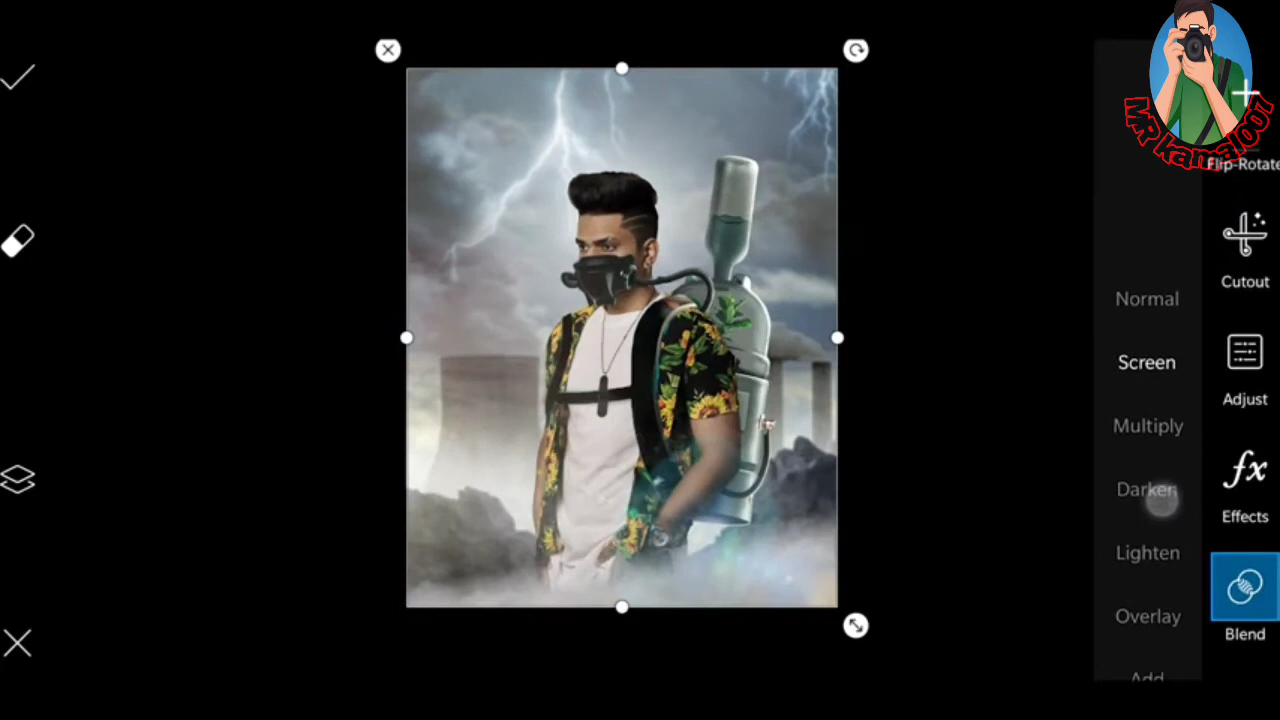 MR kamal007
Flip-Rotate
Cutout
Normal
Screen
Adjust
Multiply
Darken
fx
Effects
Lighten
Overlay
Blend
Add